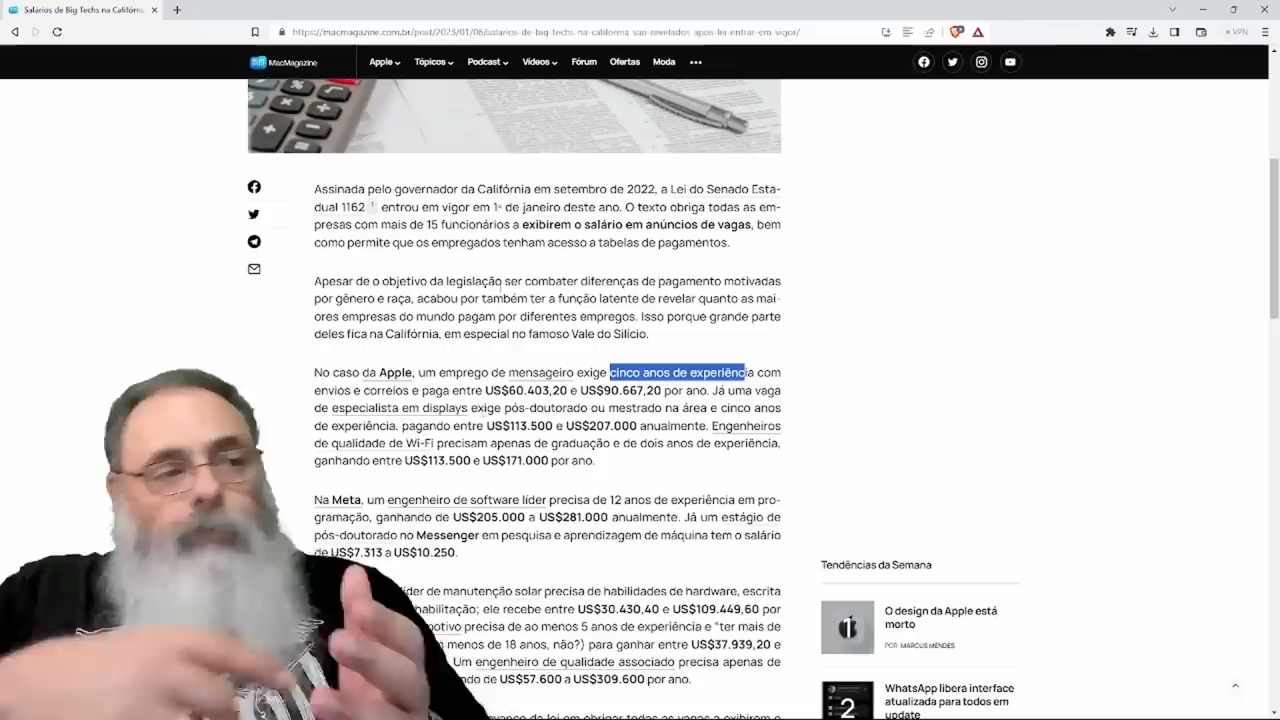 Salários de Big Techs na Califórn
https://macmagazine.com.br/post/2023/01/06/salarios-de-big-techs-na-california-sao-revelados-apos-lei-entrar-em-vigor/
VPN
MacMagazine
Apple Tópicos Podcast Vídeos Fórum Ofertas Moda
Assinada pelo governador da Califórnia em setembro de 2022, a Lei do Senado Esta-
dual 1162 1 entrou em vigor em 1º de janeiro deste ano. O texto obriga todas as em-
presas com mais de 15 funcionários a exibirem o salário em anúncios de vagas, bem
como permite que os empregados tenham acesso a tabelas de pagamentos.
Apesar de o objetivo da legislação ser combater diferenças de pagamento motivadas
por gênero e raça, acabou por também ter a função latente de revelar quanto as mai-
ores empresas do mundo pagam por diferentes empregos. Isso porque grande parte
deles fica na Califórnia, em especial no famoso Vale do Silício.
No caso da Apple, um emprego de mensageiro exige cinco anos de experiência com
envios e correios e paga entre US$60.403,20 e US$90.667,20 por ano. Já uma vaga
de especialista em displays exige pós-doutorado ou mestrado na área e cinco anos
de experiência, pagando entre US$113.500 e US$207.000 anualmente. Engenheiros
de qualidade de Wi-Fi precisam apenas de graduação e de dois anos de experiência,
ganhando entre US$113.500 e US$171.000 por ano.
Na Meta, um engenheiro de software líder precisa de 12 anos de experiência em pro-
gramação, ganhando de US$205.000 a US$281.000 anualmente. Já um estágio de
pós-doutorado no Messenger em pesquisa e aprendizagem de máquina tem o salário
de US$7.313 a US$10.250.
líder de manutenção solar precisa de habilidades de hardware, escrita
habilitação; ele recebe entre US$30.430,40 e US$109.449,60 por
motivo precisa de ao menos 5 anos de experiência e "ter mais de
menos de 18 anos, não?) para ganhar entre US$37.939,20 e
Um engenheiro de qualidade associado precisa apenas de
do de US$57.600 a US$309.600 por ano.
da lei em obrigar todas as vagas a exibirem o
Tendências da Semana
1
O design da Apple está
morto
POR MARCUS MENDES
2
WhatsApp libera interface
atualizada para todos em
update